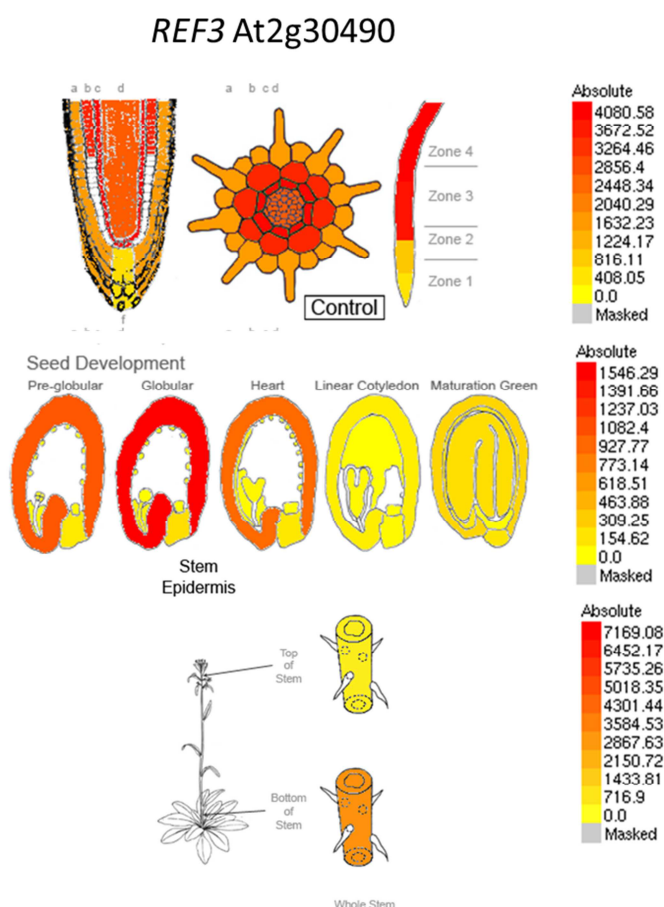 REF3 At2g30490
a b c d
a b c d
Zone 4
Zone 3
Zone 2
Zone 1
Control
Absolute
4080.58
3672.52
3264.46
2856.4
2448.34
2040.29
1632.23
1224.17
816.11
408.05
0.0
Masked
Seed Development
Pre-globular
Globular
Heart
Linear Cotyledon
Maturation Green
Absolute
1546.29
1391.66
1237.03
1082.4
927.77
773.14
618.51
463.88
309.25
154.62
0.0
Masked
Stem
Epidermis
Top
of
Stem
Bottom
of
Stem
Whole Stem
Absolute
7169.08
6452.17
5735.26
5018.35
4301.44
3584.53
2867.63
2150.72
1433.81
716.9
0.0
Masked